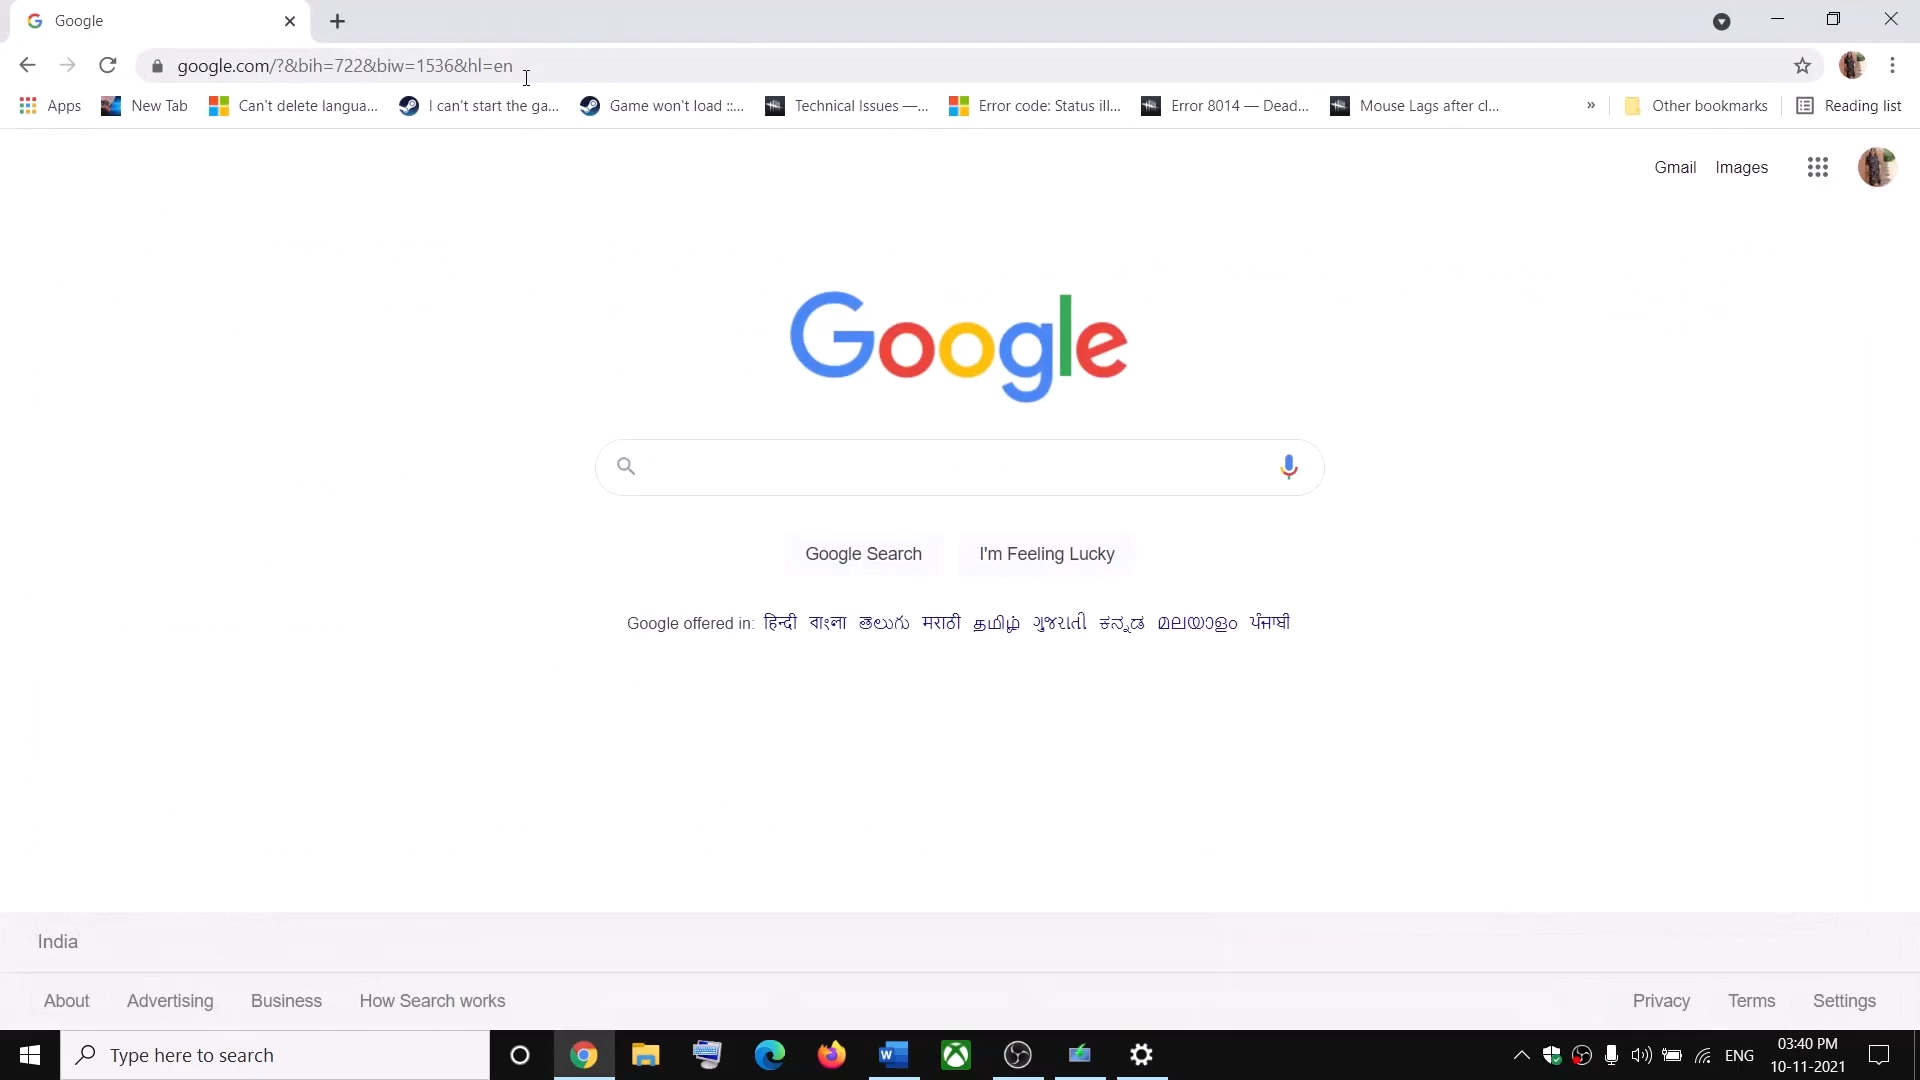 Google
google.com/?&bih=722&biw=1536&hl=en
Apps New Tab Can't delete langua... I can't start the ga... Game won't load ::... Technical Issues —... Error code: Status ill... Error 8014 — Dead... Mouse Lags after cl... » Other bookmarks Reading list
Gmail Images
Google
Google Search I'm Feeling Lucky
Google offered in: हिन्दी বাংলা తెలుగు मराठी தமிழ் ગુજરાતી ಕನ್ನಡ മലയാളം ਪੰਜਾਬੀ
India
About Advertising Business How Search works Privacy Terms Settings
Type here to search ENG 03:40 PM
10-11-2021